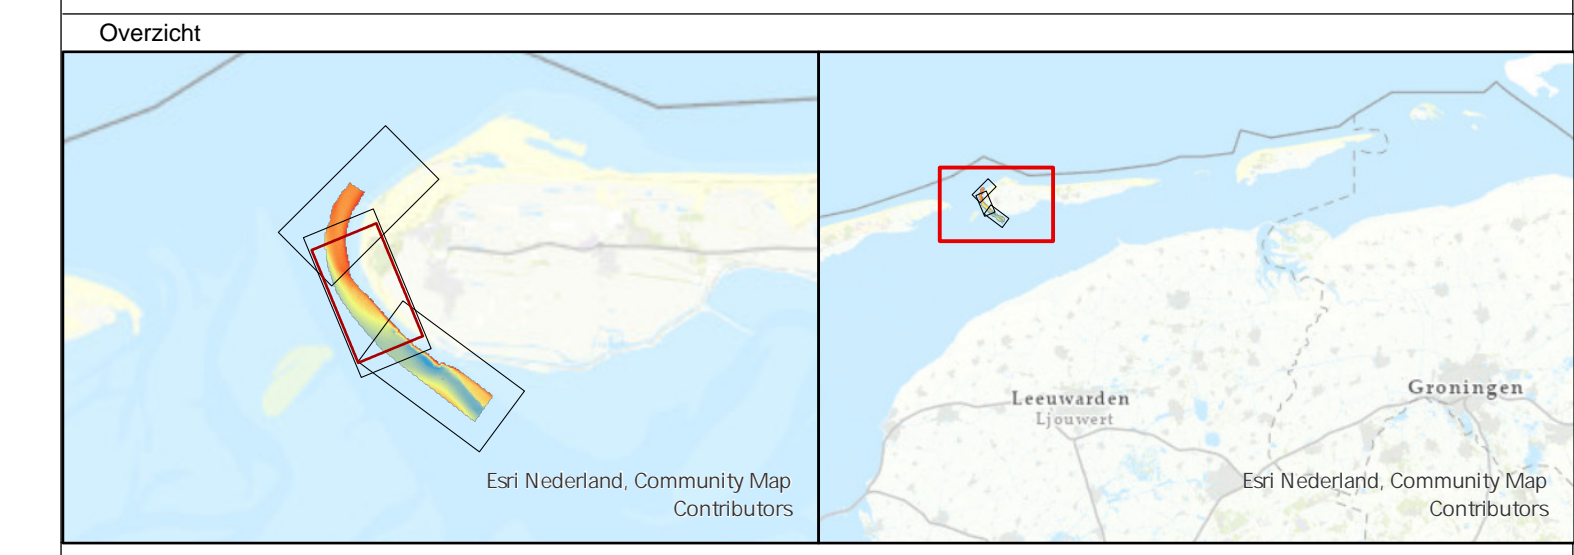 Overzicht
Esri Nederland, Community Map
Contributors
Leeuwarden
Ljouwert
Groningen
Esri Nederland, Community Map
Contributors